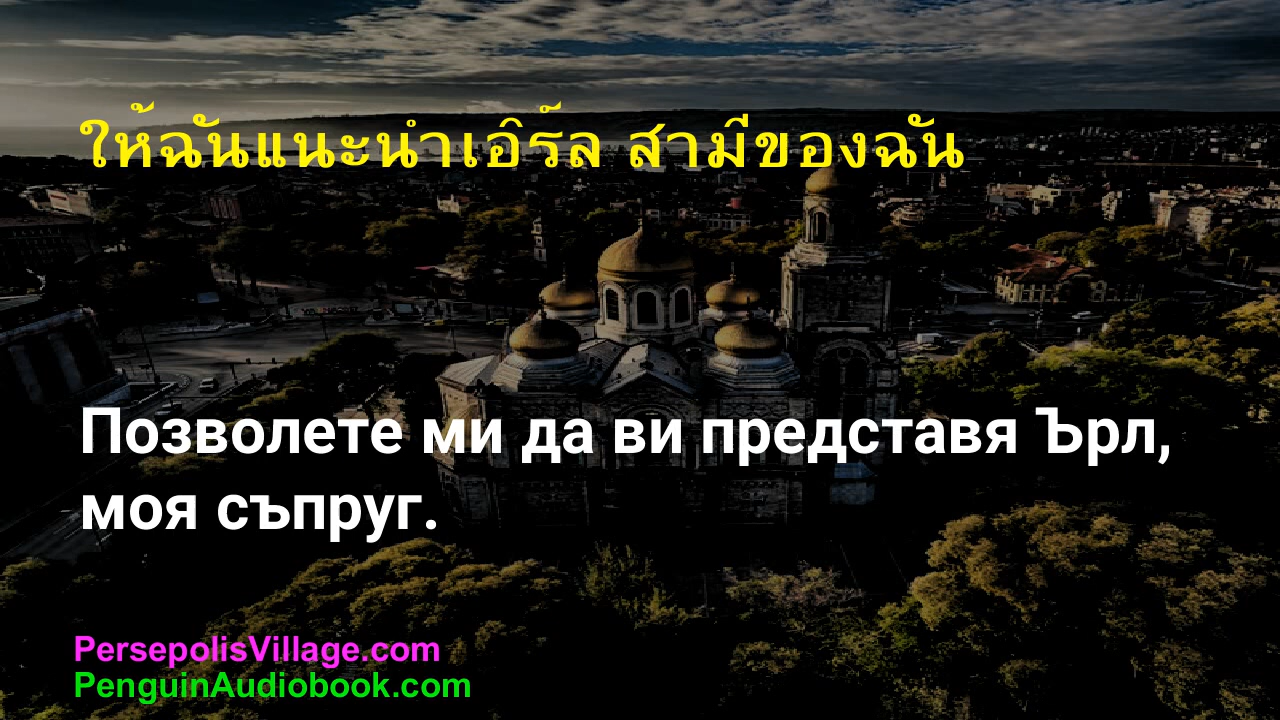 ให้ฉันแนะนำเอิร์ล สามีของฉัน
Позволете ми да ви представя Ърл,
моя съпруг.
PersepolisVillage.com
PenguinAudiobook.com